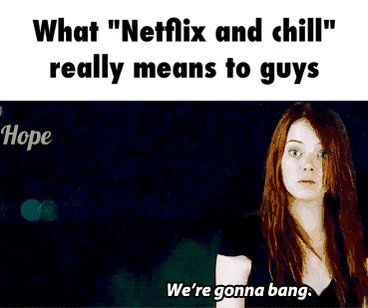 What "Netflix and chill"
really means to guys
Hope
We're gonna bang.